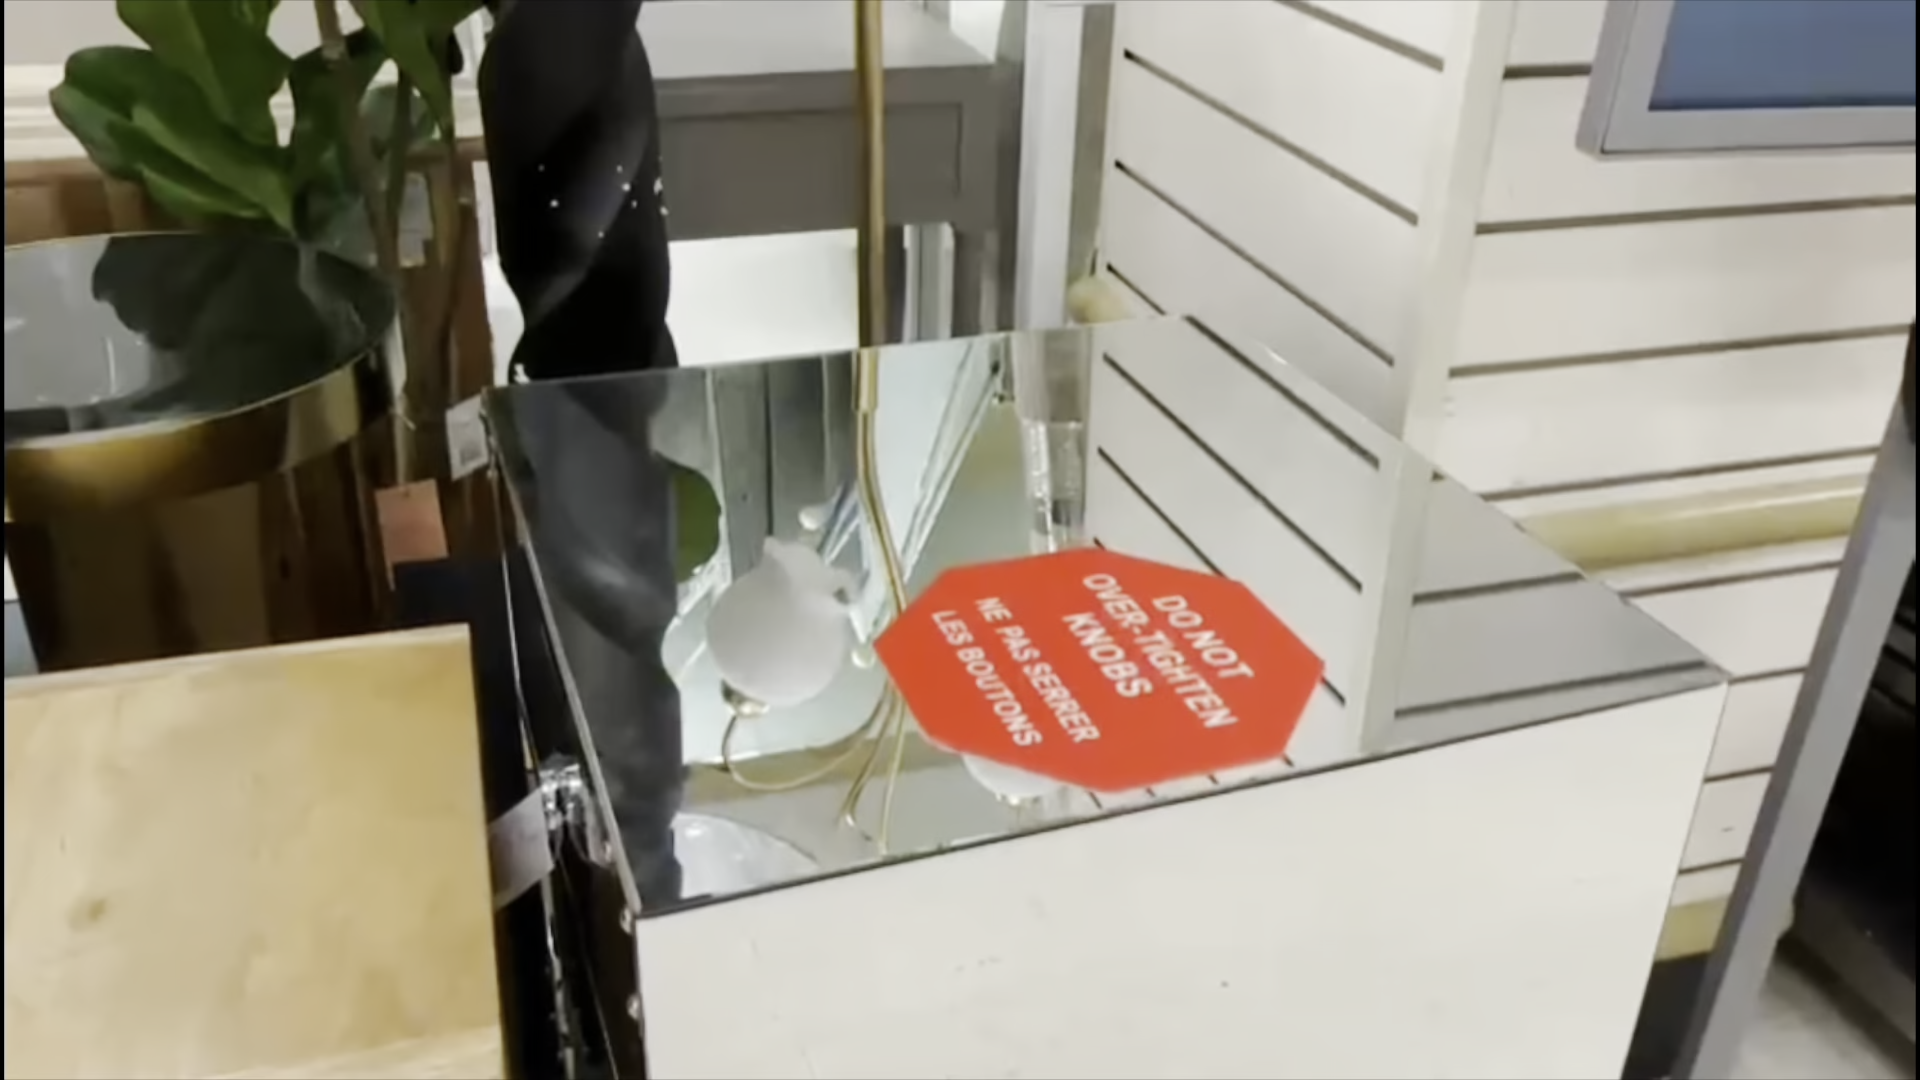 DO NOT
OVER-TIGHTEN
KNOBS
NE PAS SERRER
LES BOUTONS